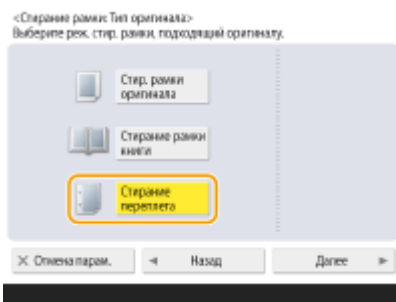 <Стирание рамки: Тип оригинала>
Выберите реж. стир. рамки, подходящий оригиналу.
Стир. рамки
оригинала
Стирание рамки
книги
Стирание
переплета
Отмена парам.
Назад
Далее